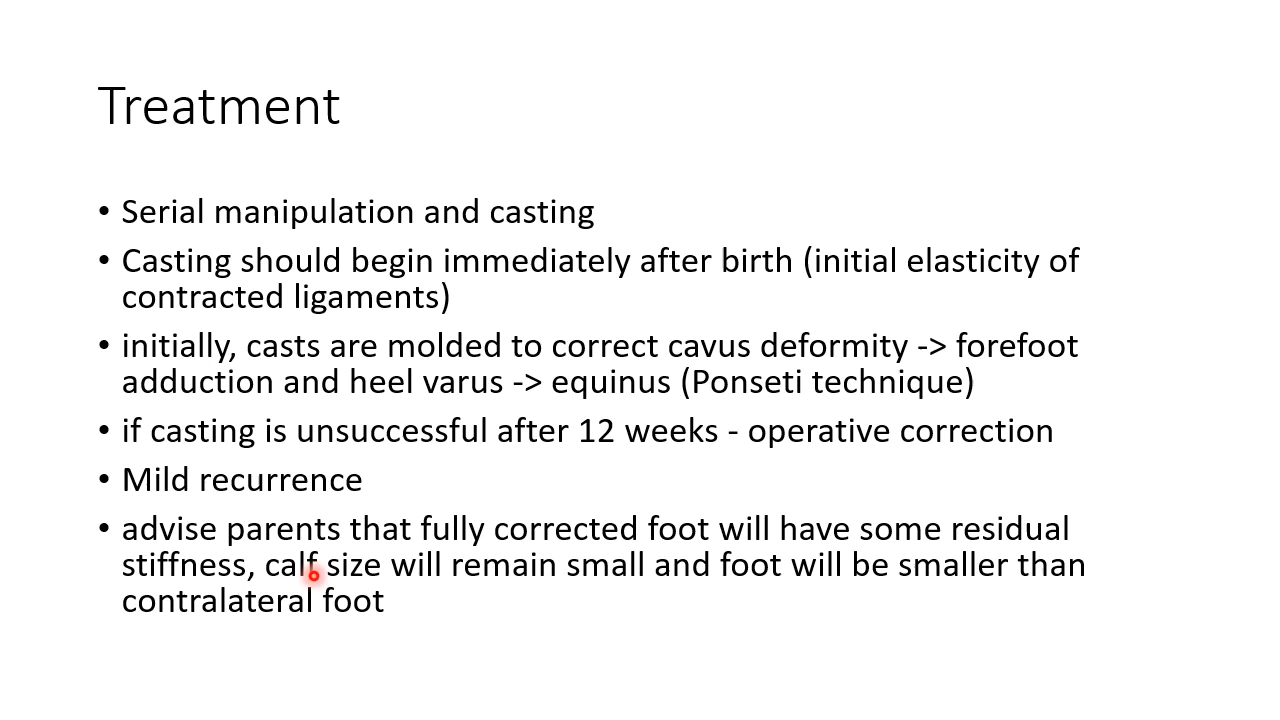 Treatment
• Serial manipulation and casting
• Casting should begin immediately after birth (initial elasticity of
contracted ligaments)
• initially, casts are molded to correct cavus deformity -> forefoot
adduction and heel varus -> equinus (Ponseti technique)
• if casting is unsuccessful after 12 weeks - operative correction
• Mild recurrence
• advise parents that fully corrected foot will have some residual
stiffness, calf size will remain small and foot will be smaller than
contralateral foot